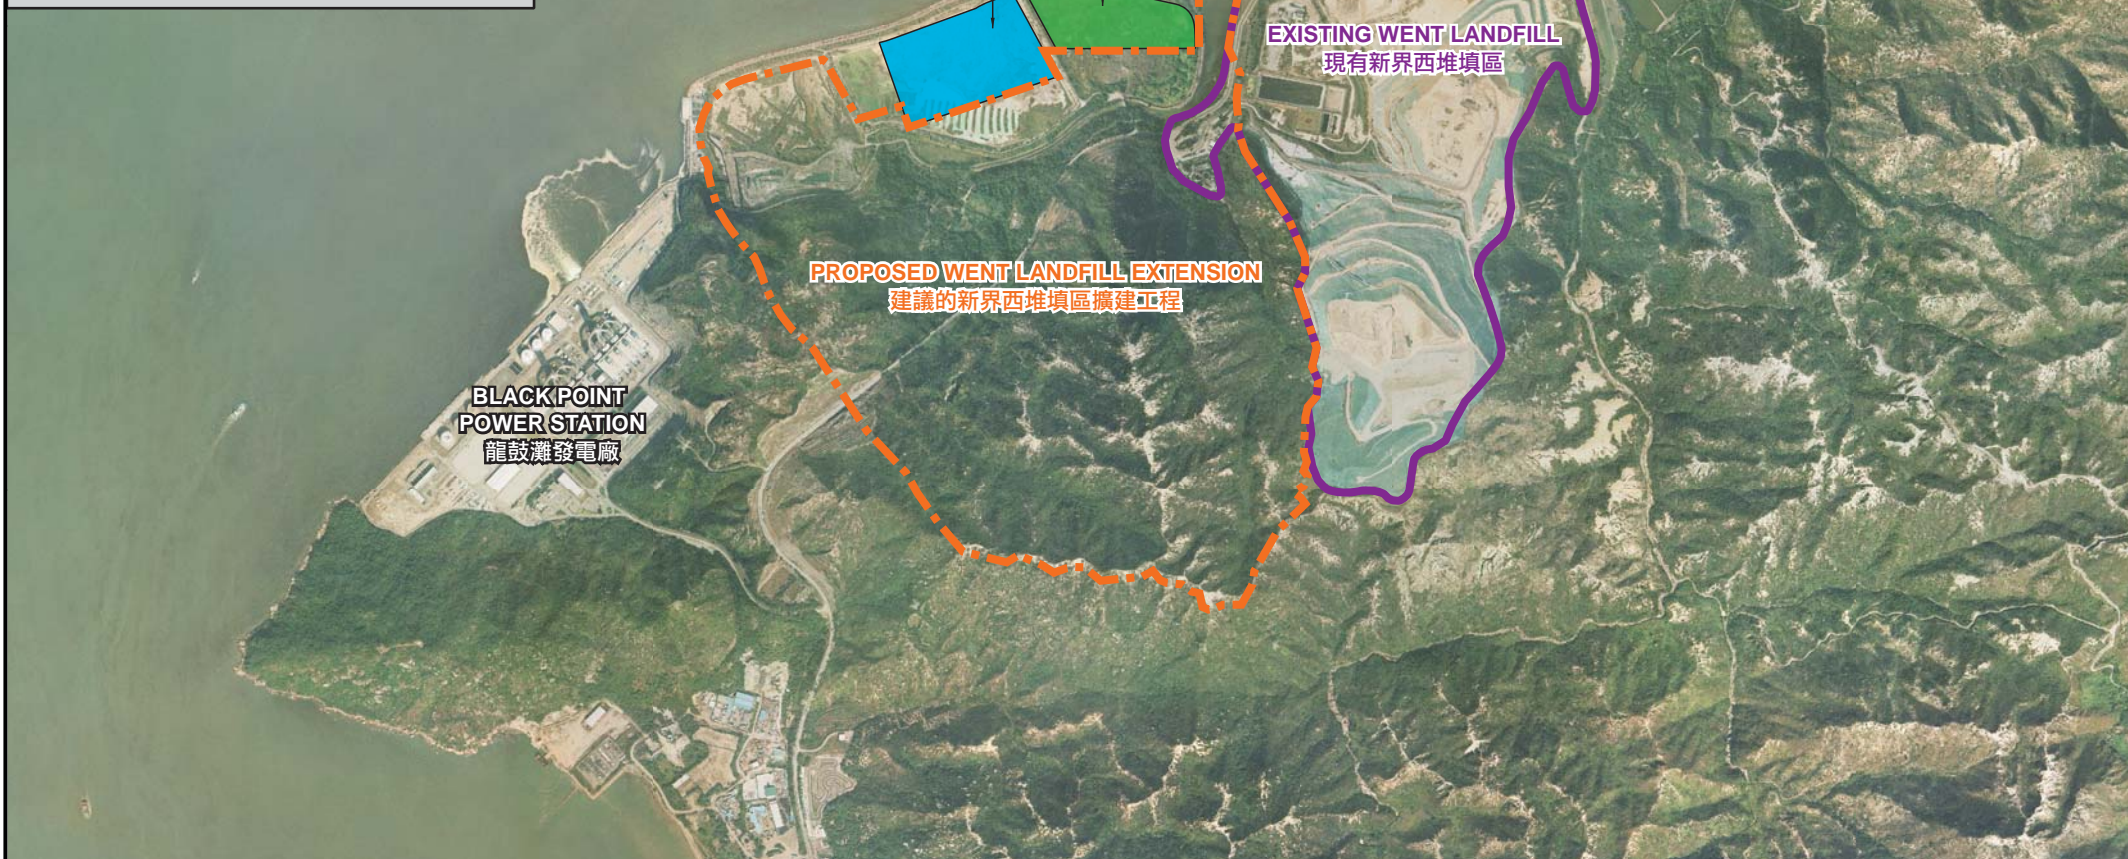 EXISTING WENT LANDFILL
現有新界西堆填區
PROPOSED WENT LANDFILL EXTENSION
建議的新界西堆填區擴建工程
BLACK POINT
POWER STATION
龍鼓灘發電廠